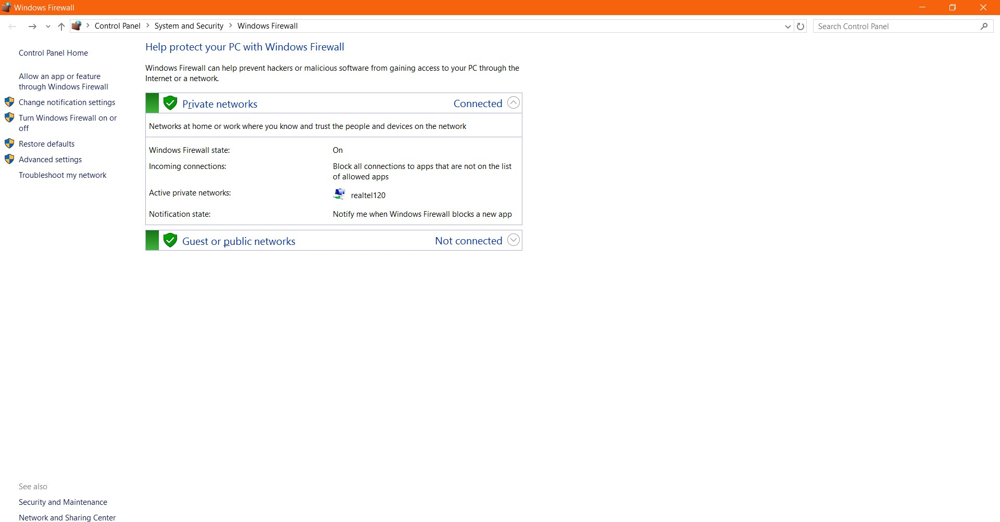 Windows Firewall
Control Panel
System and Security
Windows Firewall
Search Control Panel
Control Panel Home
Allow an app or feature
through Windows Firewall
Change notification settings
Turn Windows Firewall on or
off
Restore defaults
Advanced settings
Troubleshoot my network
Help protect your PC with Windows Firewall
Windows Firewall can help prevent hackers or malicious software from gaining access to your PC through the
Internet or a network.
Private networks Connected
Networks at home or work where you know and trust the people and devices on the network
Windows Firewall state: On
Incoming connections: Block all connections to apps that are not on the list
of allowed apps
Active private networks: realtel120
Notification state: Notify me when Windows Firewall blocks a new app
Guest or public networks Not connected
See also
Security and Maintenance
Network and Sharing Center